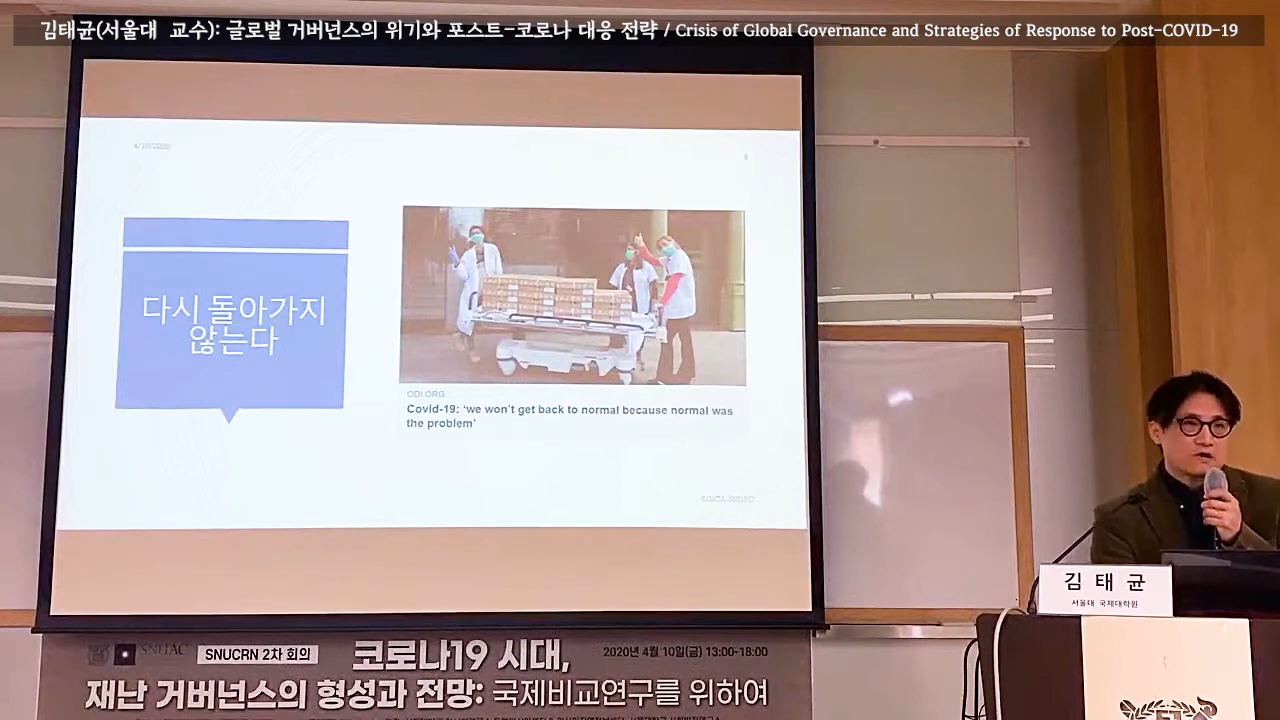 김태균(서울대 교수): 글로벌 거버넌스의 위기와 포스트-코로나 대응 전략 / Crisis of Global Governance and Strategies of Response to Post-COVID-19
다시 돌아가지
않는다
ODI.ORG
Covid-19: ‘we won't get back to normal because normal was
the problem’
김 태 균
서울대 국제대학원
SNUAC
SNUCRN 2차 회의
코로나19 시대,
2020년 4월 10일(금) 13:00-18:00
재난 거버넌스의 형성과 전망: 국제비교연구를 위하여